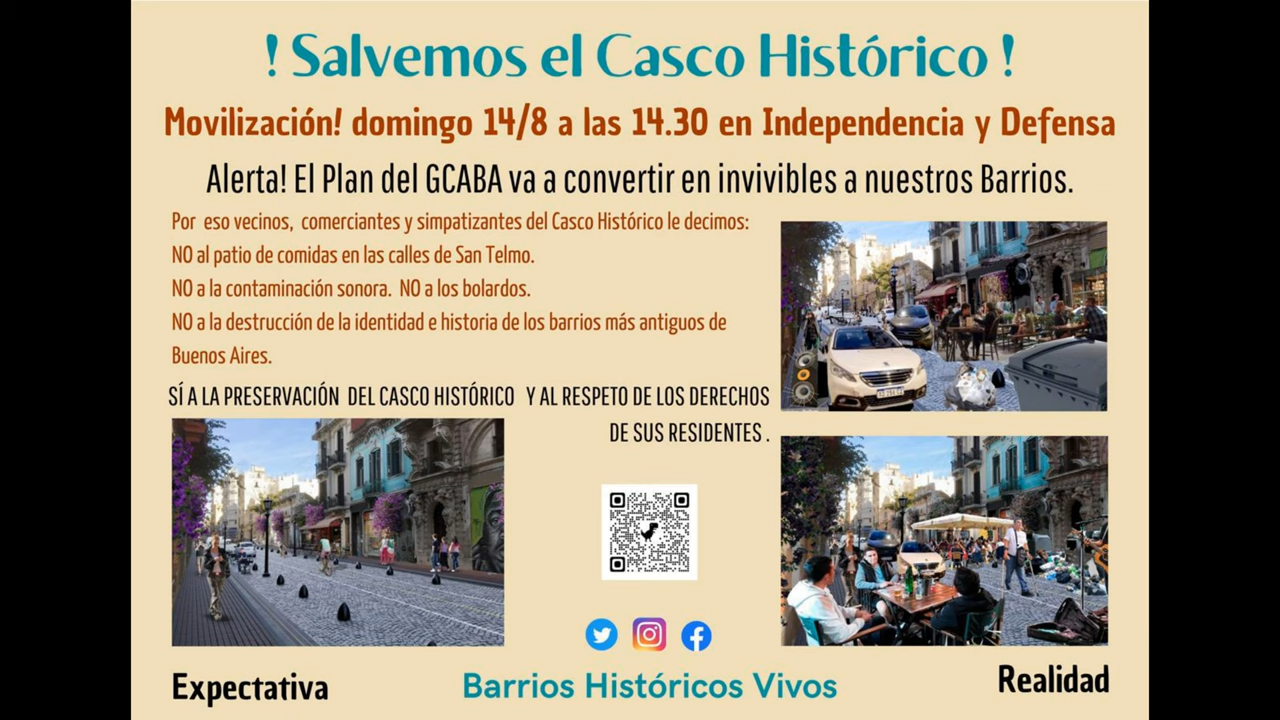 ! Salvemos el Casco Histórico !
Movilización! domingo 14/8 a las 14.30 en Independencia y Defensa
Alerta! El Plan del GCABA va a convertir en invivibles a nuestros Barrios.
Por eso vecinos, comerciantes y simpatizantes del Casco Histórico le decimos:
NO al patio de comidas en las calles de San Telmo.
NO a la contaminación sonora. NO a los bolardos.
NO a la destrucción de la identidad e historia de los barrios más antiguos de
Buenos Aires.
SÍ A LA PRESERVACIÓN DEL CASCO HISTÓRICO Y AL RESPETO DE LOS DERECHOS
DE SUS RESIDENTES .
Expectativa
Barrios Históricos Vivos
Realidad